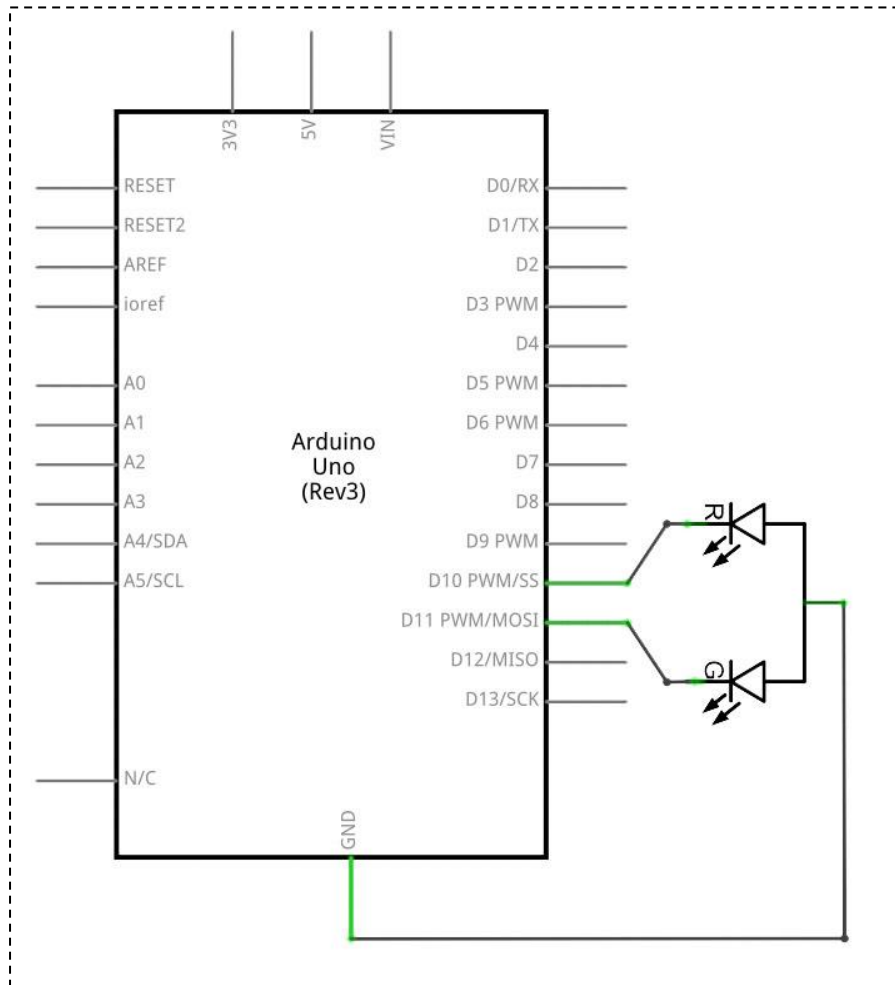 3V3
5V
VIN
RESET
RESET2
AREF
ioref
A0
A1
A2
A3
A4/SDA
A5/SCL
N/C
Arduino
Uno
(Rev3)
D0/RX
D1/TX
D2
D3 PWM
D4
D5 PWM
D6 PWM
D7
D8
D9 PWM
D10 PWM/SS
D11 PWM/MOSI
D12/MISO
D13/SCK
GND
R
G